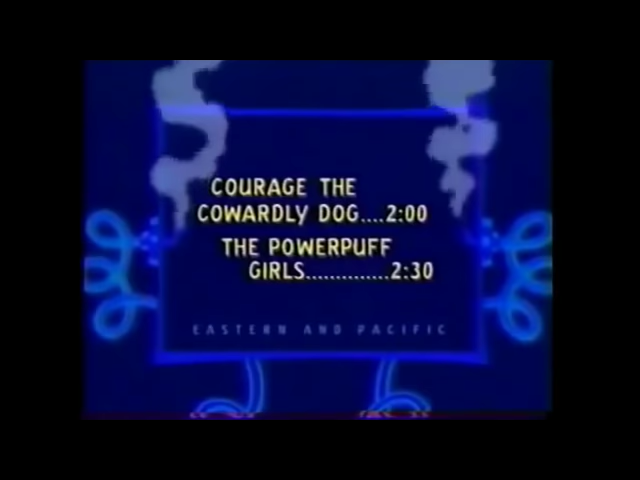 COURAGE THE
COWARDLY DOG....2:00
THE POWERPUFF
GIRLS..............2:30
EASTERN AND PACIFIC